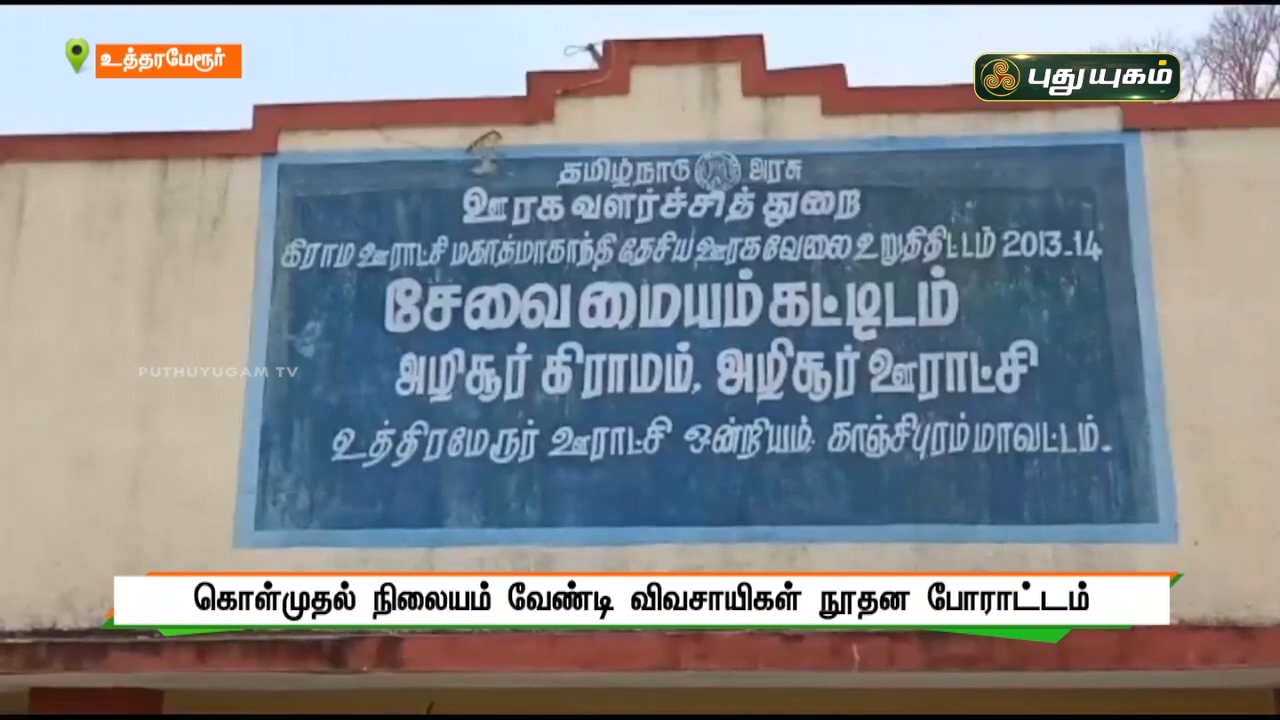 உத்தரமேரூர்
புதுயுகம்
தமிழ்நாடு அரசு
ஊரக வளர்ச்சித் துறை
கிராம ஊராட்சி மகாத்மாகாந்தி தேசிய ஊரகவேலை உறுதிதிட்டம் 2013-14
சேவை மையம் கட்டிடம்
அழிசூர் கிராமம், அழிசூர் ஊராட்சி
உத்திரமேரூர் ஊராட்சி ஒன்றியம். காஞ்சிபுரம் மாவட்டம்.
PUTHUYUGAM TV
கொள்முதல் நிலையம் வேண்டி விவசாயிகள் நூதன போராட்டம்